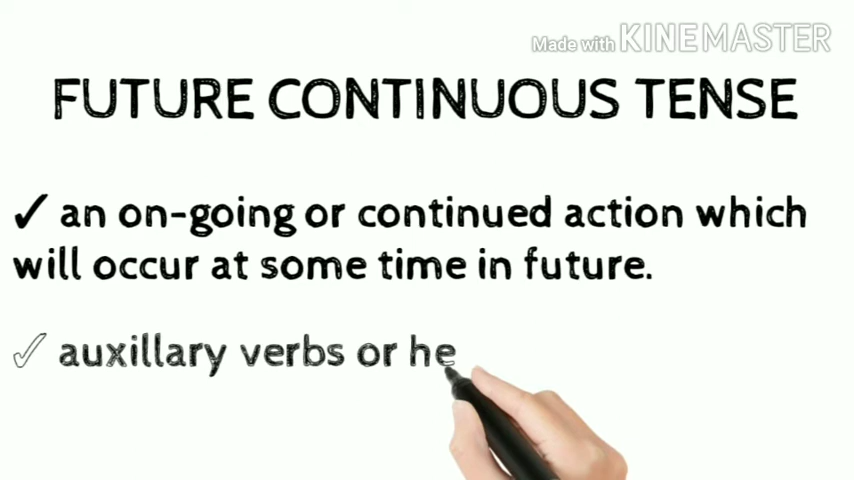 Made with KINEMASTER
FUTURE CONTINUOUS TENSE
✓ an on-going or continued action which
will occur at some time in future.
✓ auxillary verbs or he